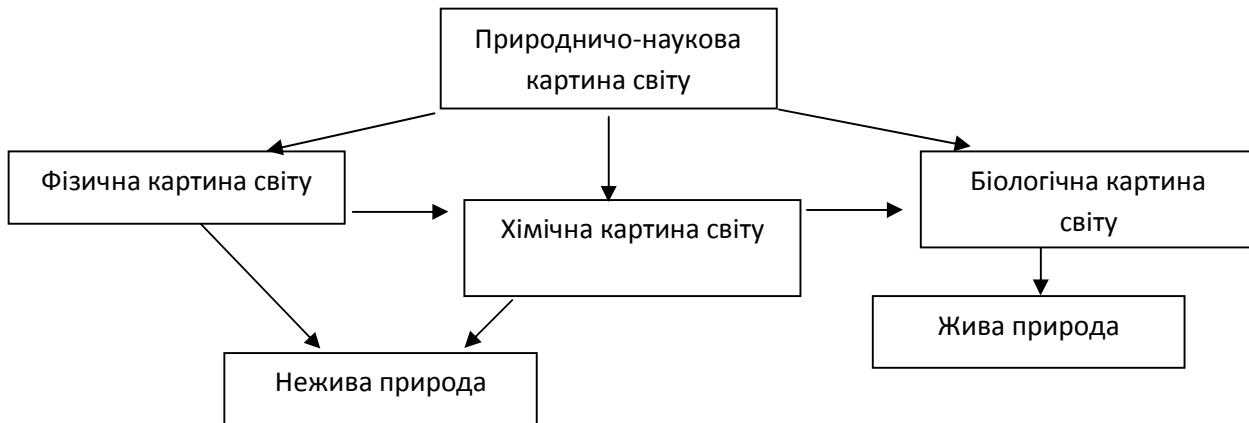 Природничо-наукова
картина світу
Фізична картина світу
Хімічна картина світу
Біологічна картина
світу
Жива природа
Нежива природа